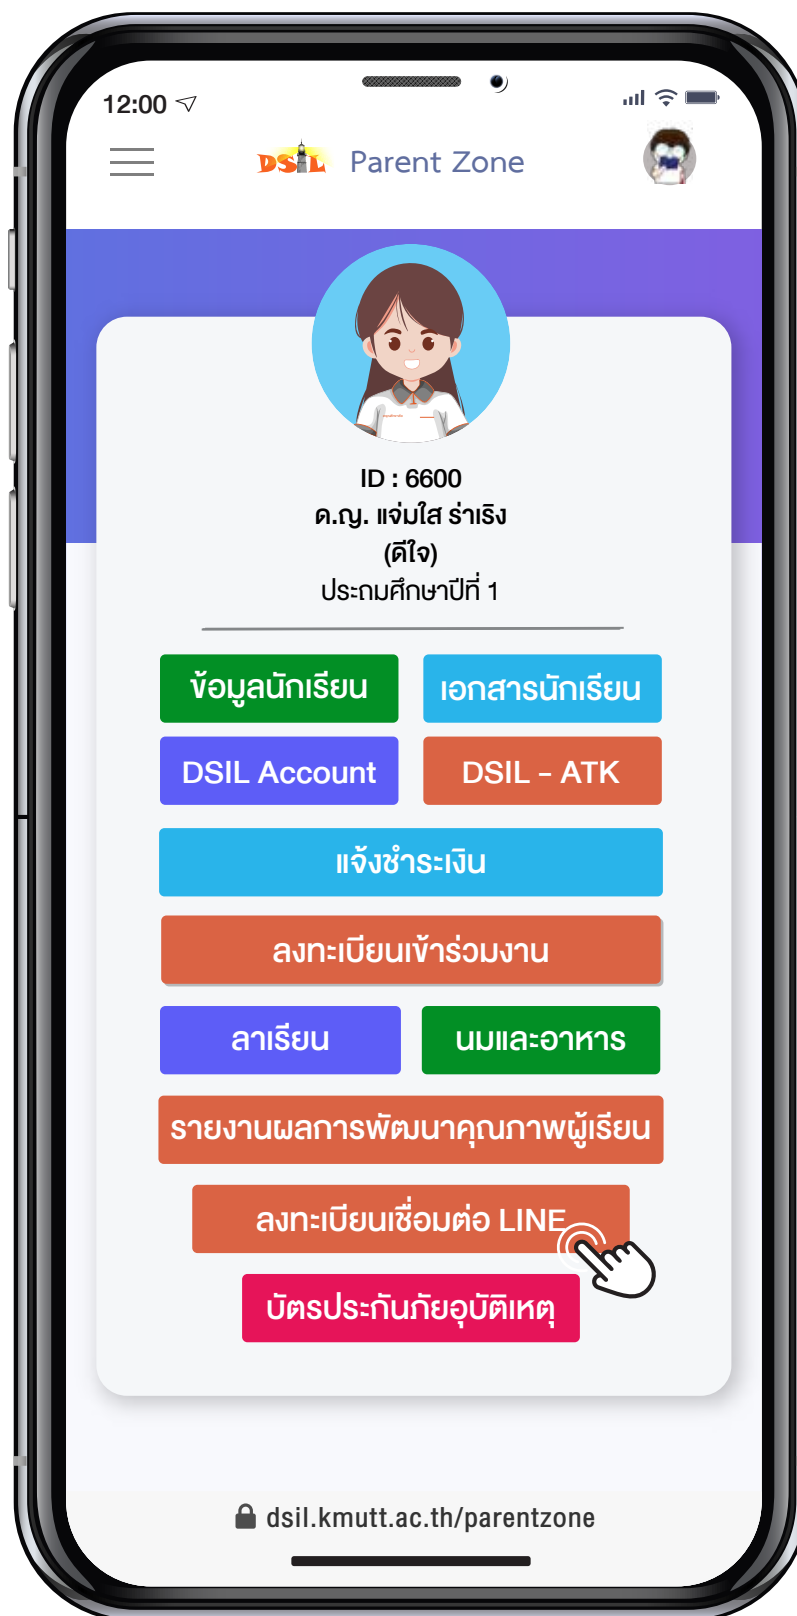 12:00
DSIL Parent Zone
ID : 6600
ด.ญ. แจ่มใส ร่าเริง
(ดีใจ)
ประถมศึกษาปีที่ 1
ข้อมูลนักเรียน เอกสารนักเรียน
DSIL Account DSIL - ATK
แจ้งชำระเงิน
ลงทะเบียนเข้าร่วมงาน
ลาเรียน นมและอาหาร
รายงานผลการพัฒนาคุณภาพผู้เรียน
ลงทะเบียนเชื่อมต่อ LINE
บัตรประกันภัยอุบัติเหตุ
dsil.kmutt.ac.th/parentzone